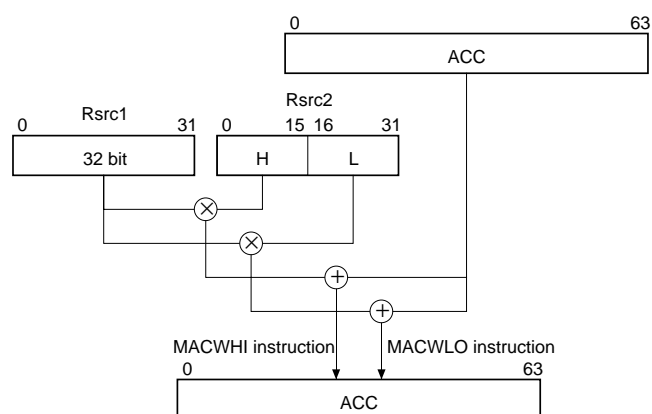 0 63
ACC
Rsrc1 Rsrc2
0 31 0 15 16 31
32 bit H L
× ×
+ +
MACWHI instruction MACWLO instruction
0 63
ACC